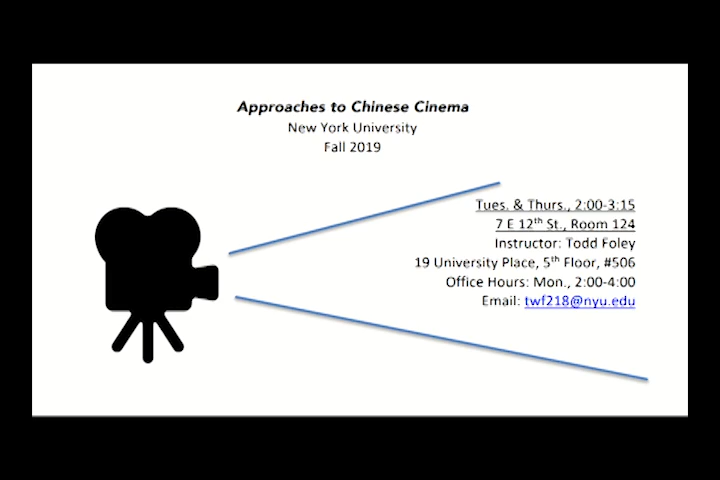 Approaches to Chinese Cinema
New York University
Fall 2019
Tues. & Thurs., 2:00-3:15
7 E 12th St., Room 124
Instructor: Todd Foley
19 University Place, 5th Floor, #506
Office Hours: Mon., 2:00-4:00
Email: twf218@nyu.edu